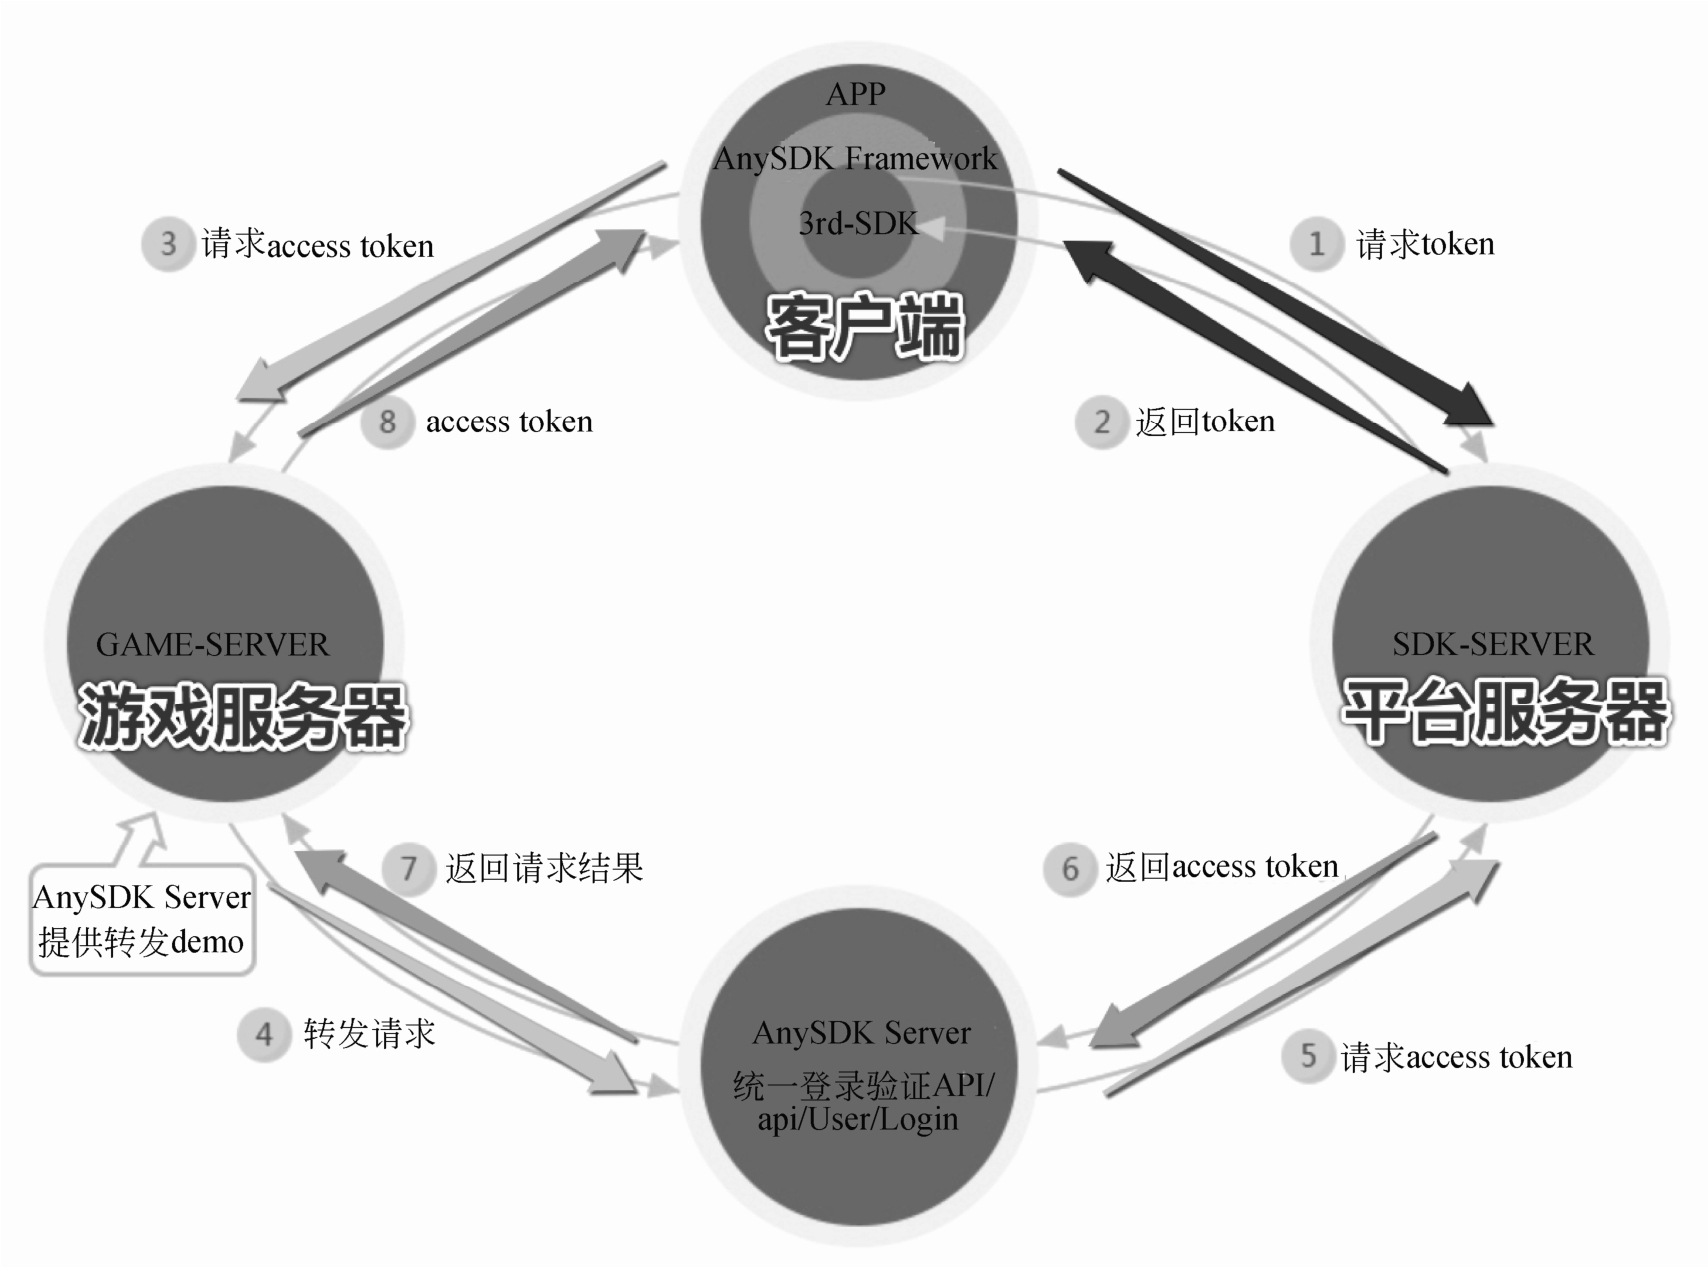 APP
AnySDK Framework
3rd-SDK
客户端
3 请求access token
1 请求token
8 access token
2 返回token
GAME-SERVER
游戏服务器
SDK-SERVER
平台服务器
AnySDK Server
提供转发demo
7 返回请求结果
6 返回access token
4 转发请求
5 请求access token
AnySDK Server
统一登录验证API/
api/User/Login